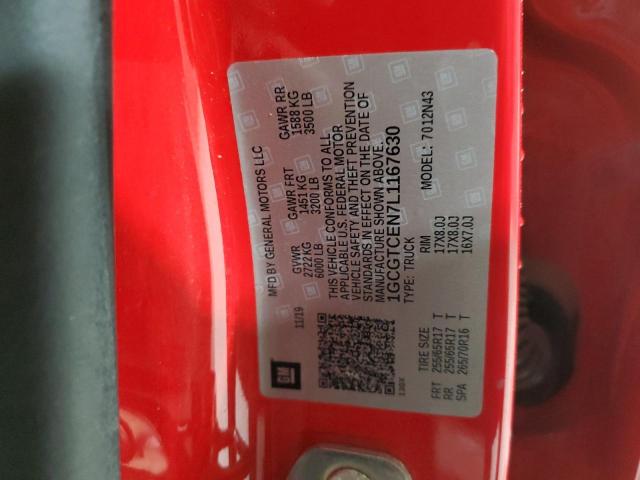 MFD BY GENERAL MOTORS LLC
11/19
GVWR GAWR FRT GAWR RR
2722 KG 1451 KG 1588 KG
6000 LB 3200 LB 3500 LB
THIS VEHICLE CONFORMS TO ALL
APPLICABLE U.S. FEDERAL MOTOR
VEHICLE SAFETY AND THEFT PREVENTION
STANDARDS IN EFFECT ON THE DATE OF
MANUFACTURE SHOWN ABOVE.
1GCGTCEN7L1167630
TYPE: TRUCK MODEL: 7012N43
TIRE SIZE RIM
FRT 255/65R17 T 17X8.0J
RR 255/65R17 T 17X8.0J
SPA 265/70R16 T 16X7.0J
GM